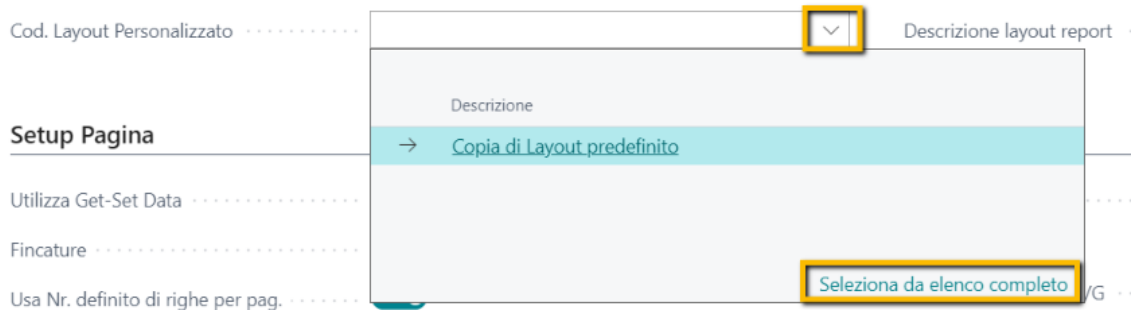 Cod. Layout Personalizzato
Descrizione layout report
Descrizione
Setup Pagina
Copia di Layout predefinito
Utilizza Get-Set Data
Fincature
Seleziona da elenco completo
Usa Nr. definito di righe per pag.